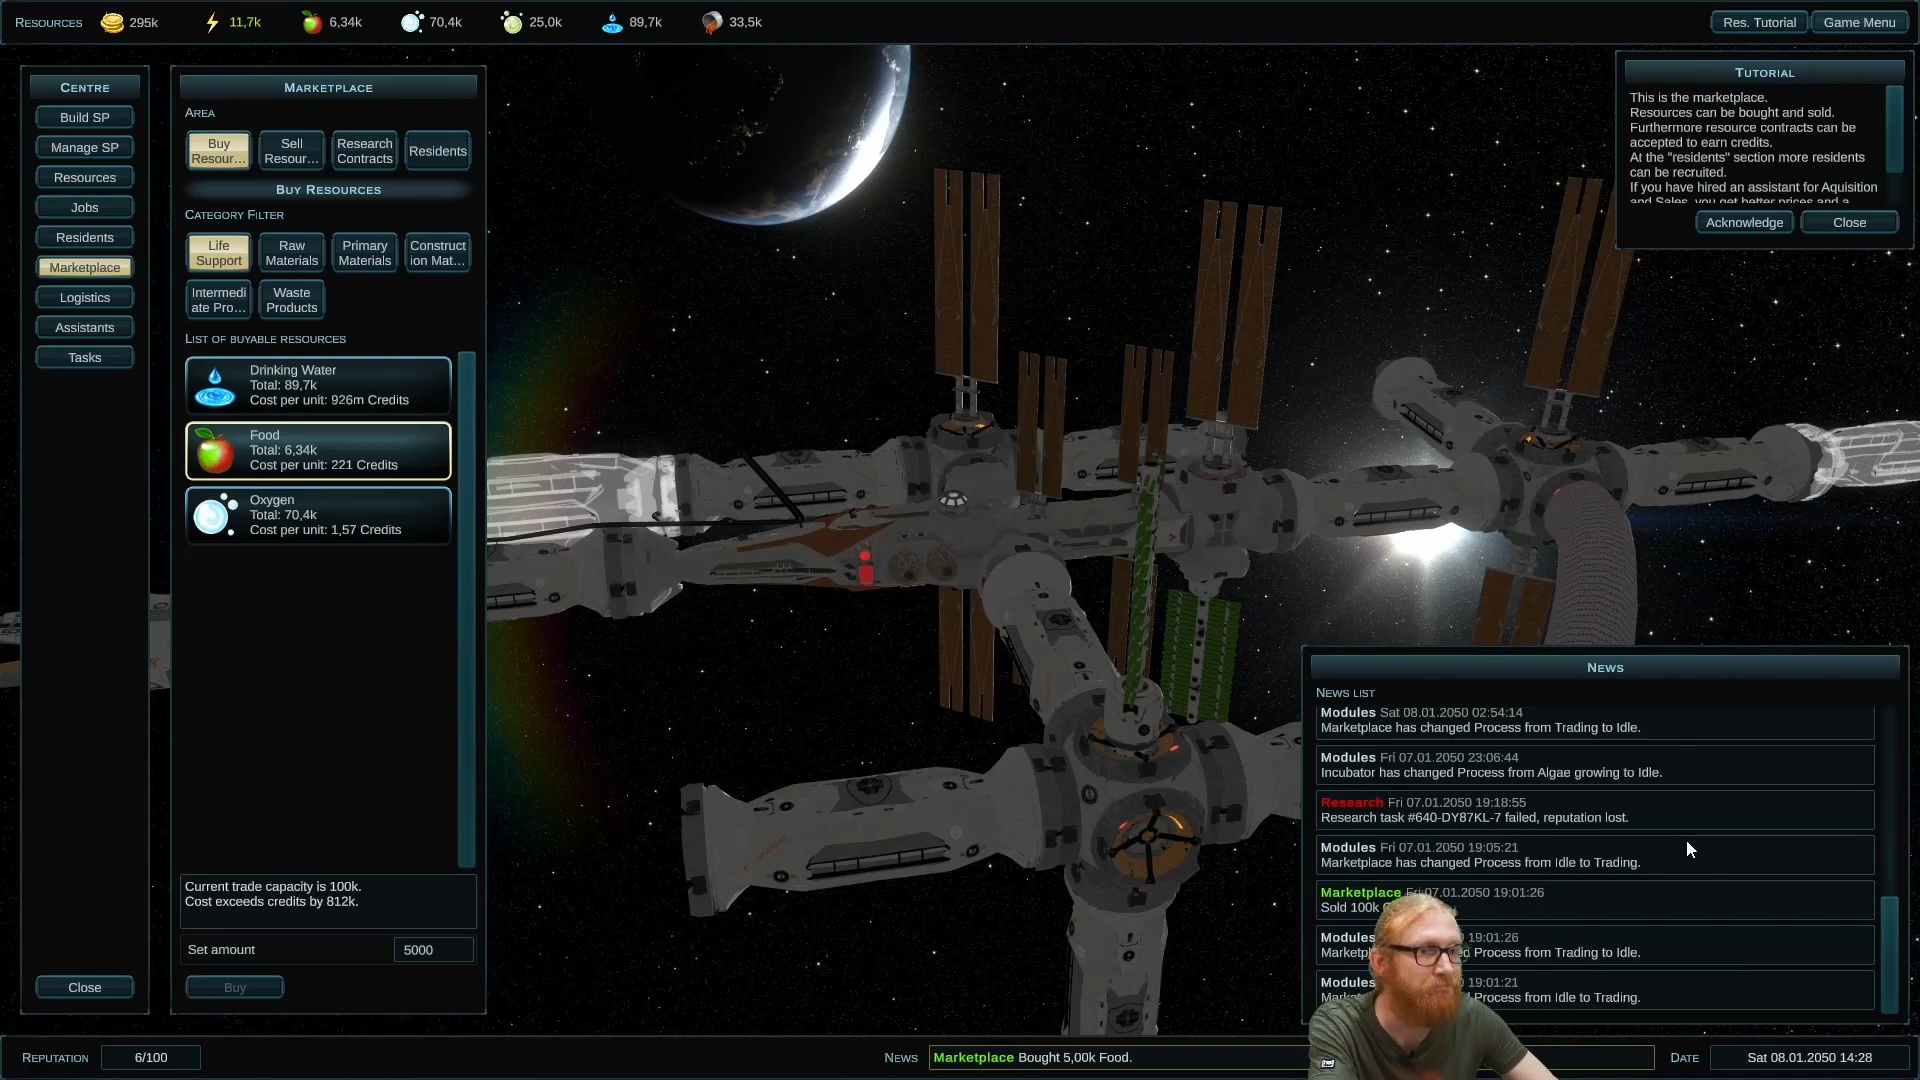 Resources 295k 11,7k 6,34k 70,4k 25,0k 89,7k 33,5k Res. Tutorial Game Menu
Centre
Build SP
Manage SP
Resources
Jobs
Residents
Marketplace
Logistics
Assistants
Tasks
Close
Marketplace
Area
Buy Resour...
Sell Resour...
Research Contracts
Residents
Buy Resources
Category Filter
Life Support
Raw Materials
Primary Materials
Construct ion Mat...
Intermedi ate Pro...
Waste Products
List of buyable resources
Drinking Water
Total: 89,7k
Cost per unit: 926m Credits
Food
Total: 6,34k
Cost per unit: 221 Credits
Oxygen
Total: 70,4k
Cost per unit: 1,57 Credits
Current trade capacity is 100k.
Cost exceeds credits by 812k.
Set amount 5000
Buy
Tutorial
This is the marketplace.
Resources can be bought and sold.
Furthermore resource contracts can be
accepted to earn credits.
At the "residents" section more residents
can be recruited.
If you have hired an assistant for Aquisition
and Sales, you get better prices and a
Acknowledge Close
News
News list
Modules Sat 08.01.2050 02:54:14
Marketplace has changed Process from Trading to Idle.
Modules Fri 07.01.2050 23:06:44
Incubator has changed Process from Algae growing to Idle.
Research Fri 07.01.2050 19:18:55
Research task #640-DY87KL-7 failed, reputation lost.
Modules Fri 07.01.2050 19:05:21
Marketplace has changed Process from Idle to Trading.
Marketplace Fri 07.01.2050 19:01:26
Sold 100k
Modules 19:01:26
Process from Trading to Idle.
Modules 19:01:21
Process from Idle to Trading.
Reputation 6/100 News Marketplace Bought 5,00k Food. Date Sat 08.01.2050 14:28